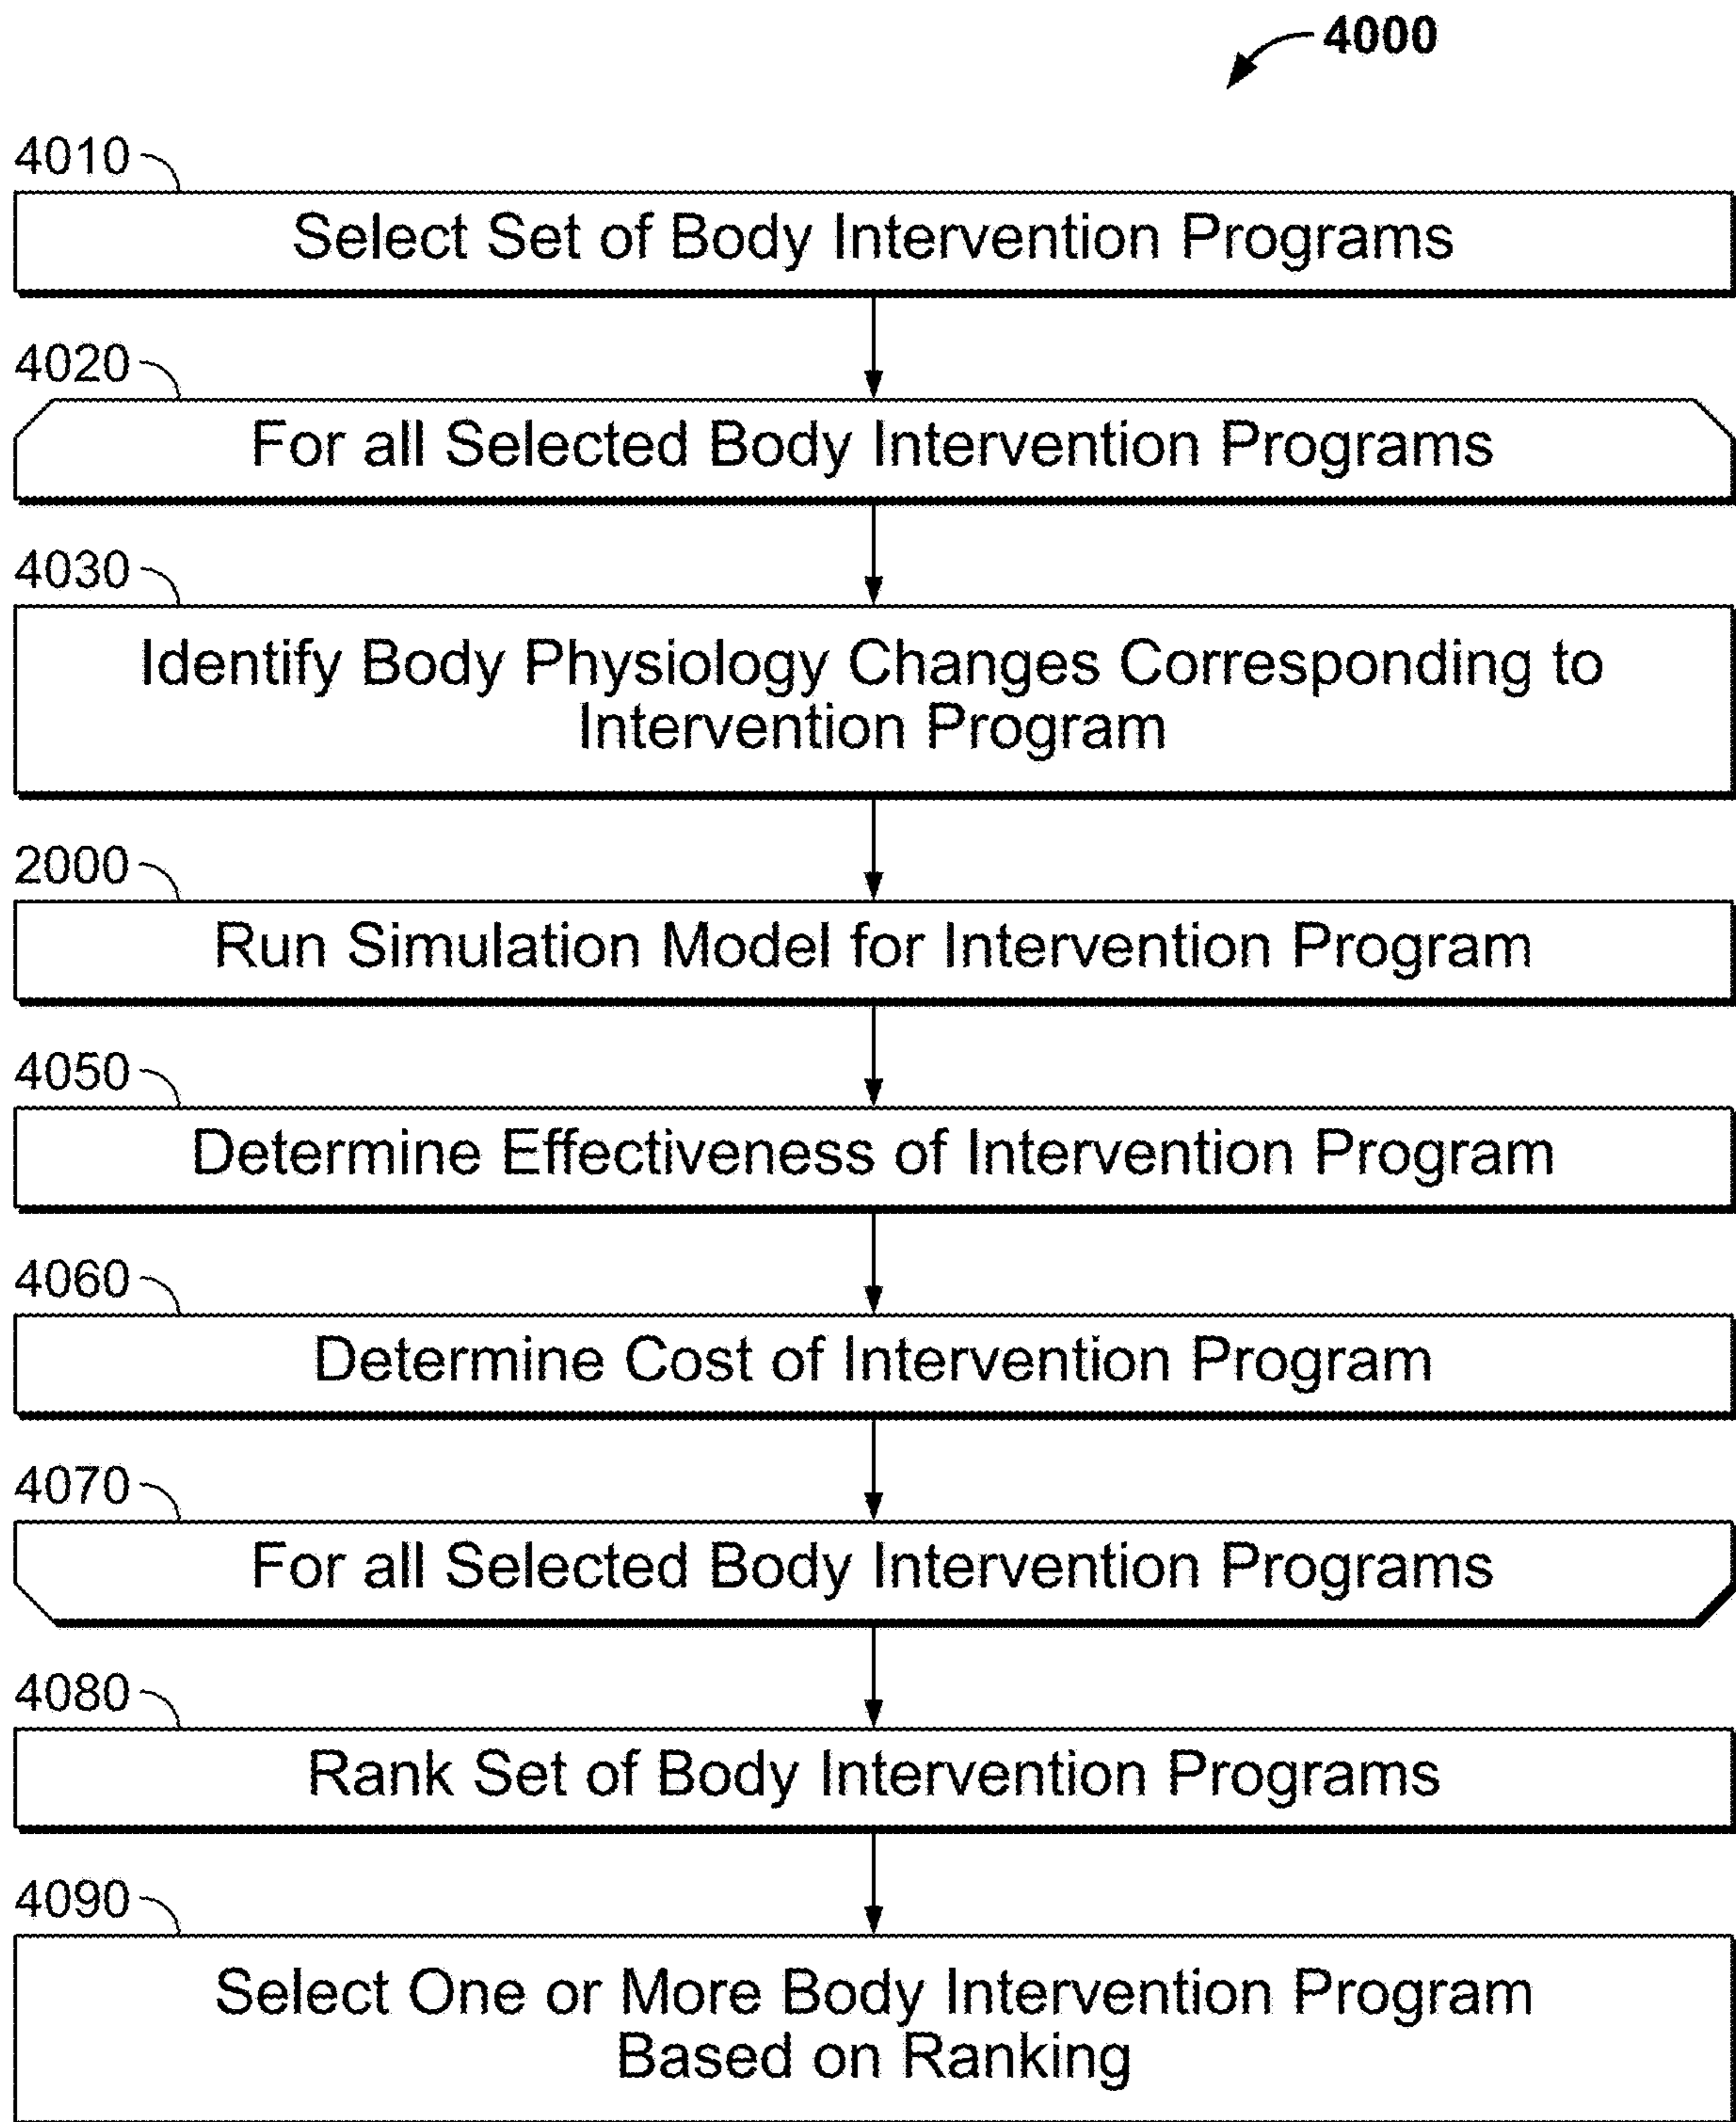 4000
4010
Select Set of Body Intervention Programs
4020
For all Selected Body Intervention Programs
4030
Identify Body Physiology Changes Corresponding to
Intervention Program
2000
Run Simulation Model for Intervention Program
4050
Determine Effectiveness of Intervention Program
4060
Determine Cost of Intervention Program
4070
For all Selected Body Intervention Programs
4080
Rank Set of Body Intervention Programs
4090
Select One or More Body Intervention Program
Based on Ranking